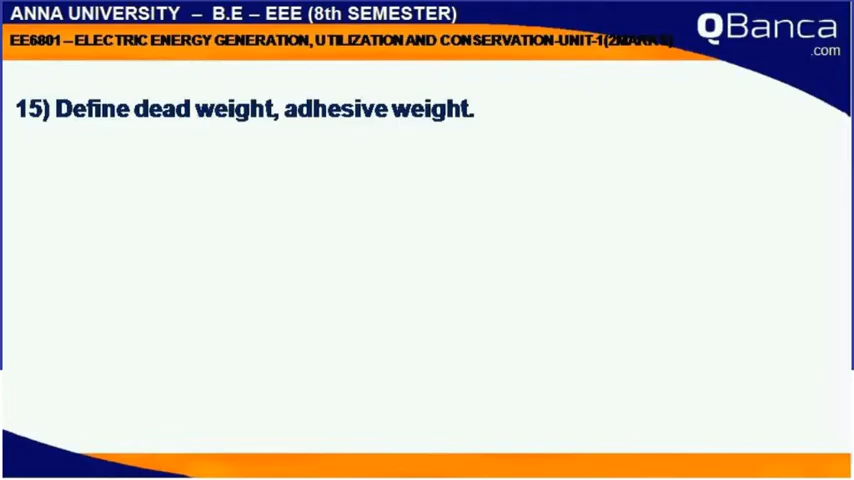 ANNA UNIVERSITY – B.E – EEE (8th SEMESTER)
EE6801 – ELECTRIC ENERGY GENERATION, UTILIZATION AND CONSERVATION-UNIT-1(2MARKS)
QBanca
.com
15) Define dead weight, adhesive weight.